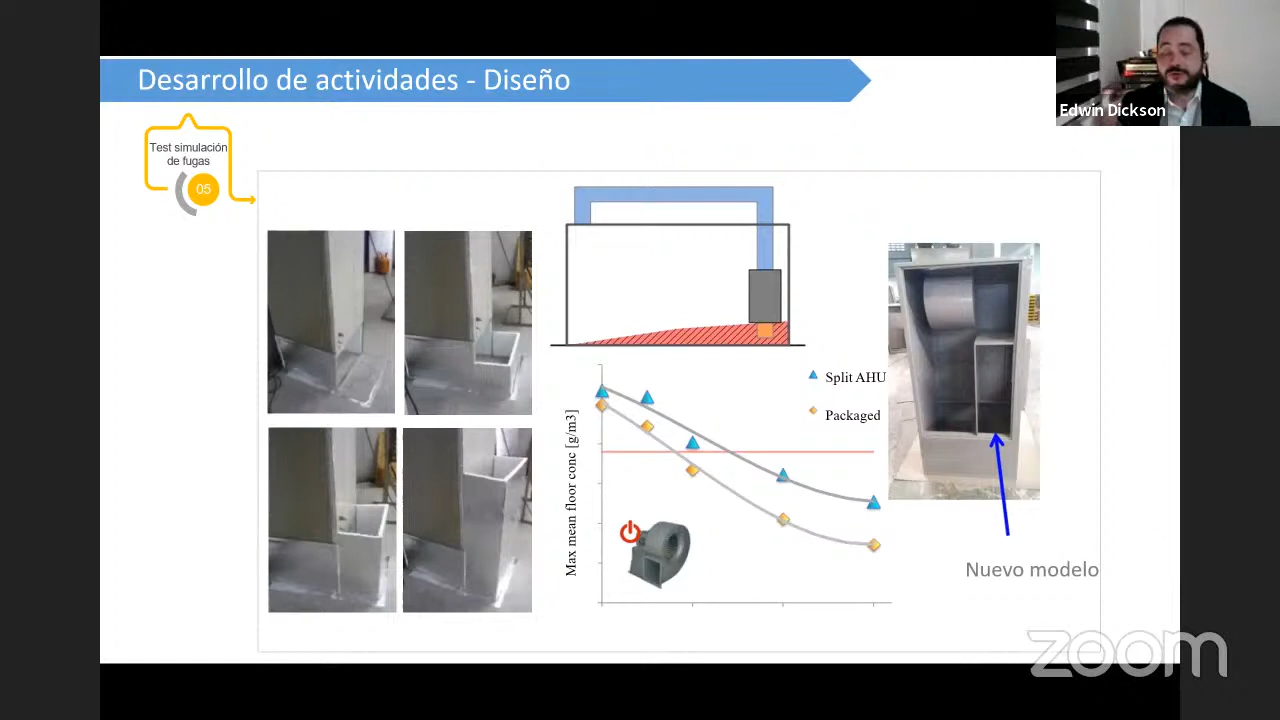 Desarrollo de actividades - Diseño
Edwin Dickson
Test simulación
de fugas
05
Split AHU
Packaged
Max mean floor conc [g/m3]
Nuevo modelo
zoom